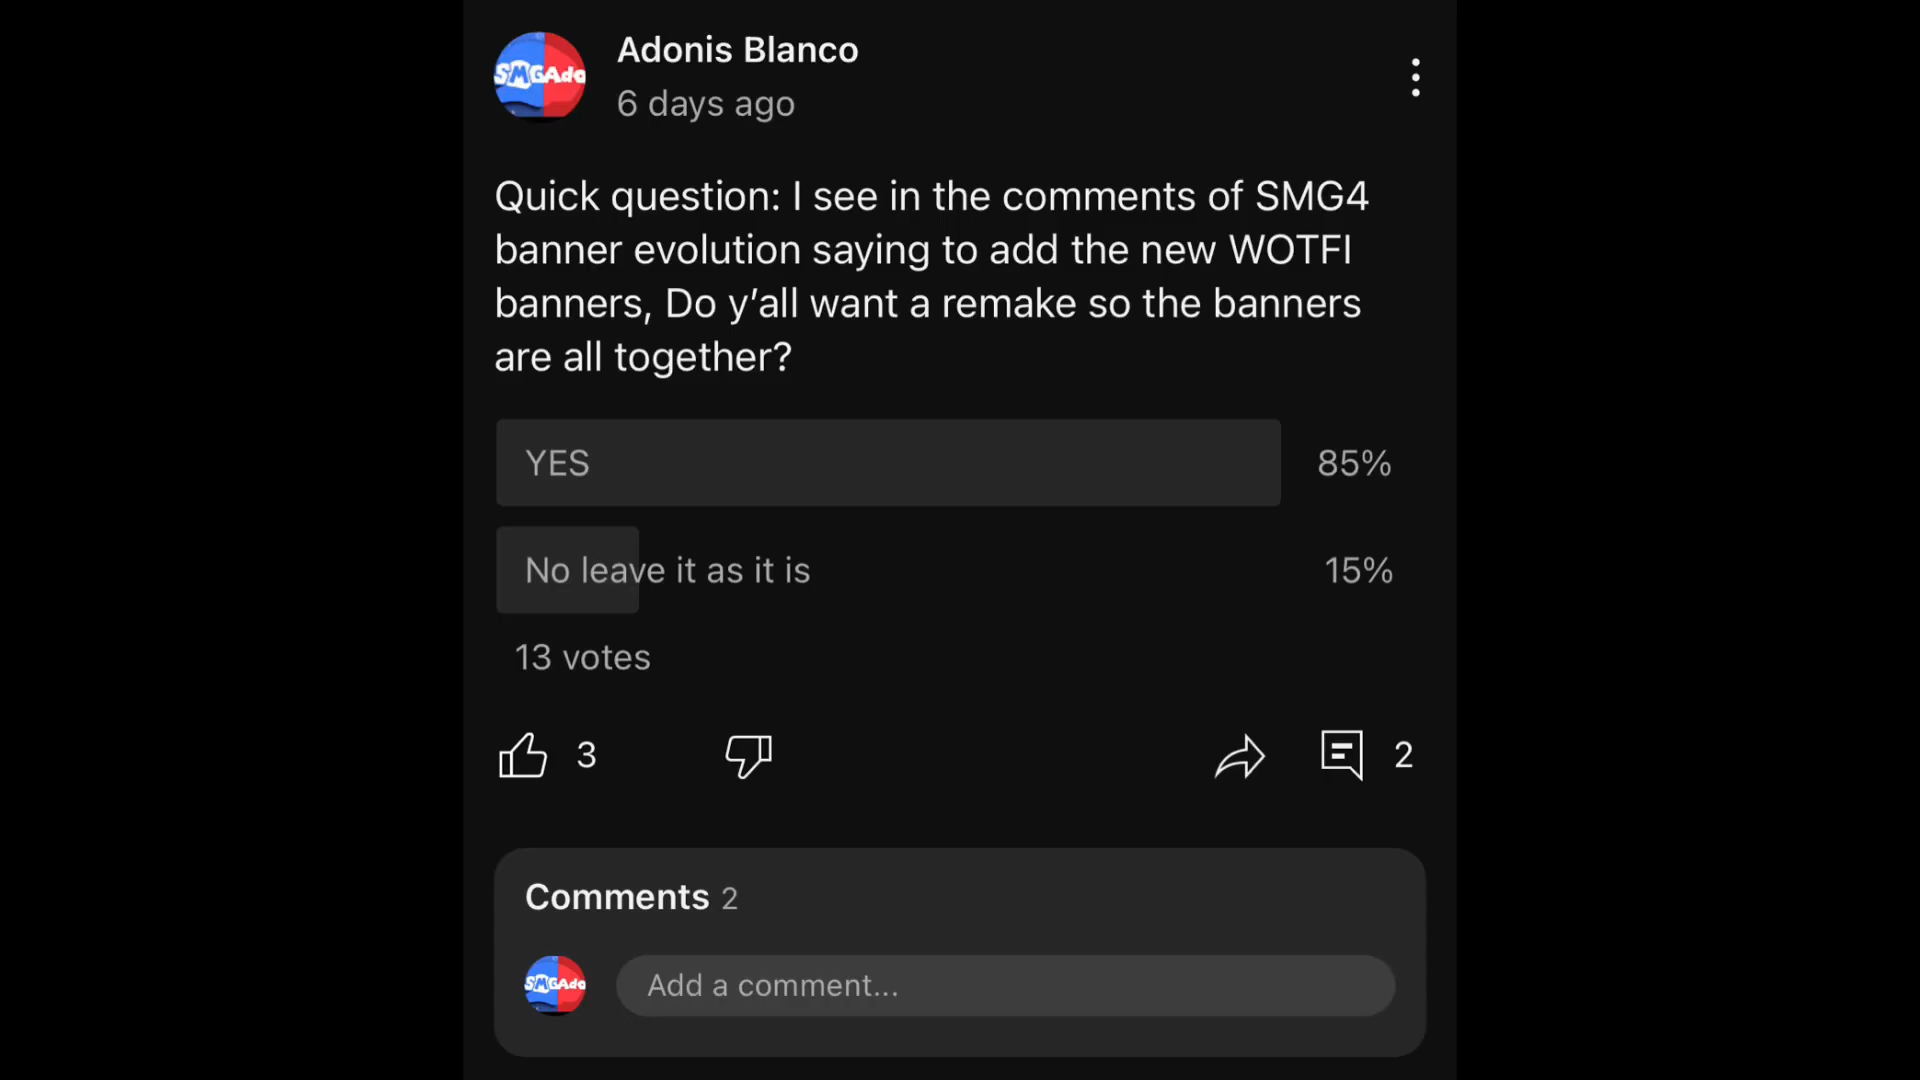 SMGAdo
Adonis Blanco
6 days ago
Quick question: I see in the comments of SMG4
banner evolution saying to add the new WOTFI
banners, Do y’all want a remake so the banners
are all together?
YES 85%
No leave it as it is 15%
13 votes
3 2
Comments 2
SMGAdo
Add a comment...